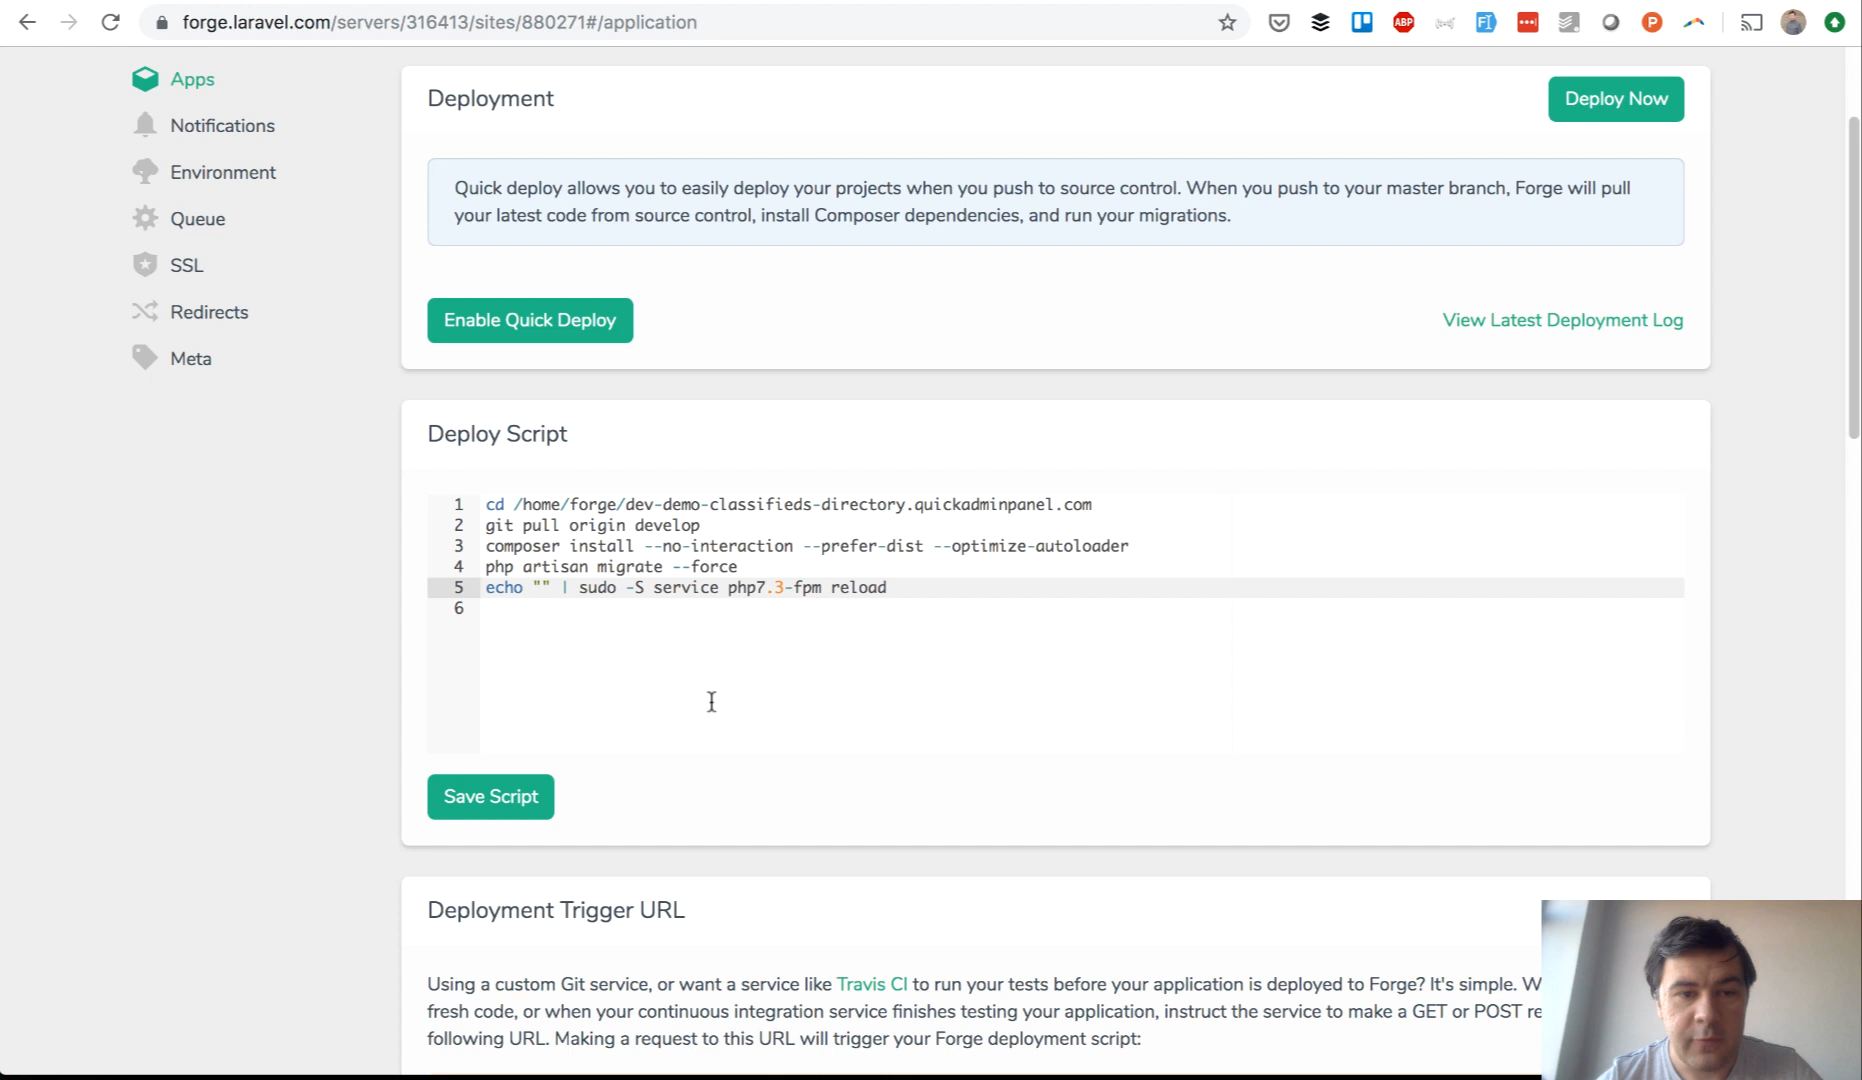 forge.laravel.com/servers/316413/sites/880271#/application
ABP
P
Apps
Notifications
Environment
Queue
SSL
Redirects
Meta
Deployment
Deploy Now
Quick deploy allows you to easily deploy your projects when you push to source control. When you push to your master branch, Forge will pull
your latest code from source control, install Composer dependencies, and run your migrations.
Enable Quick Deploy
View Latest Deployment Log
Deploy Script
1 cd /home/forge/dev-demo-classifieds-directory.quickadminpanel.com
2 git pull origin develop
3 composer install --no-interaction --prefer-dist --optimize-autoloader
4 php artisan migrate --force
5 echo "" | sudo -S service php7.3-fpm reload
6
Save Script
Deployment Trigger URL
Using a custom Git service, or want a service like Travis CI to run your tests before your application is deployed to Forge? It's simple. W
fresh code, or when your continuous integration service finishes testing your application, instruct the service to make a GET or POST re
following URL. Making a request to this URL will trigger your Forge deployment script: